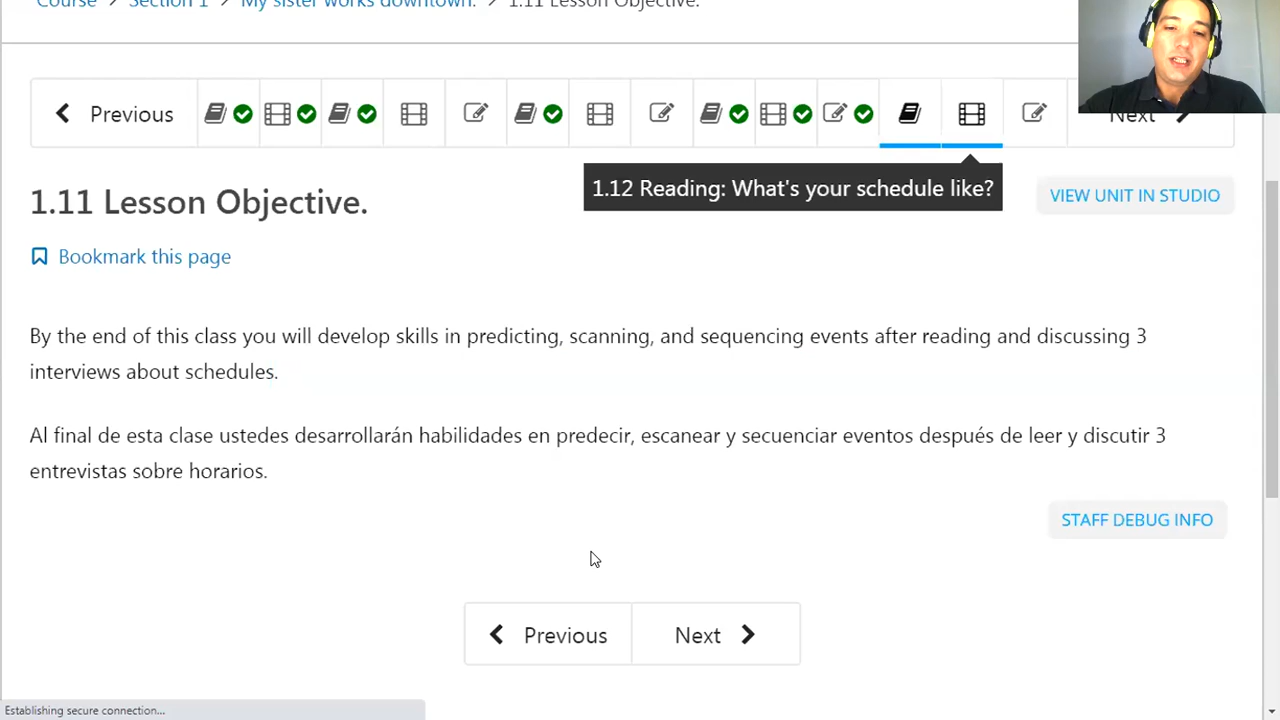 Course > Section 1 > My sister works downtown. > 1.11 Lesson Objective.
Previous
Next
1.12 Reading: What's your schedule like?
1.11 Lesson Objective.
VIEW UNIT IN STUDIO
Bookmark this page
By the end of this class you will develop skills in predicting, scanning, and sequencing events after reading and discussing 3
interviews about schedules.
Al final de esta clase ustedes desarrollarán habilidades en predecir, escanear y secuenciar eventos después de leer y discutir 3
entrevistas sobre horarios.
STAFF DEBUG INFO
Previous
Next
Establishing secure connection...